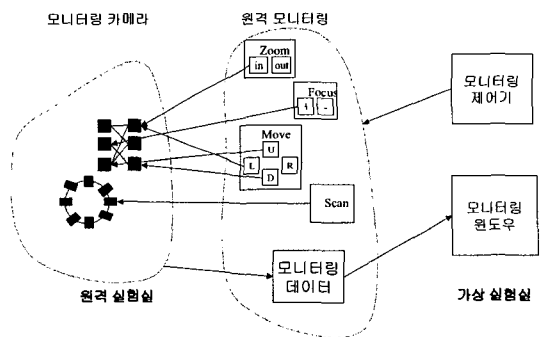 모니터링 카메라
원격 모니터링
Zoom
in out
Focus
+ -
Move
U
L R
D
Scan
모니터링
제어기
모니터링
윈도우
모니터링
데이터
원격 실험실
가상 실험실